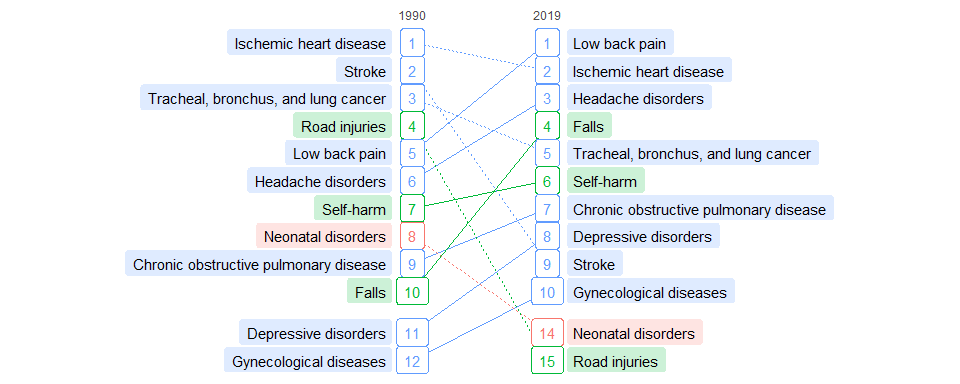 1990 2019
Ischemic heart disease 1 1 Low back pain
Stroke 2 2 Ischemic heart disease
Tracheal, bronchus, and lung cancer 3 3 Headache disorders
Road injuries 4 4 Falls
Low back pain 5 5 Tracheal, bronchus, and lung cancer
Headache disorders 6 6 Self-harm
Self-harm 7 7 Chronic obstructive pulmonary disease
Neonatal disorders 8 8 Depressive disorders
Chronic obstructive pulmonary disease 9 9 Stroke
Falls 10 10 Gynecological diseases
Depressive disorders 11 14 Neonatal disorders
Gynecological diseases 12 15 Road injuries